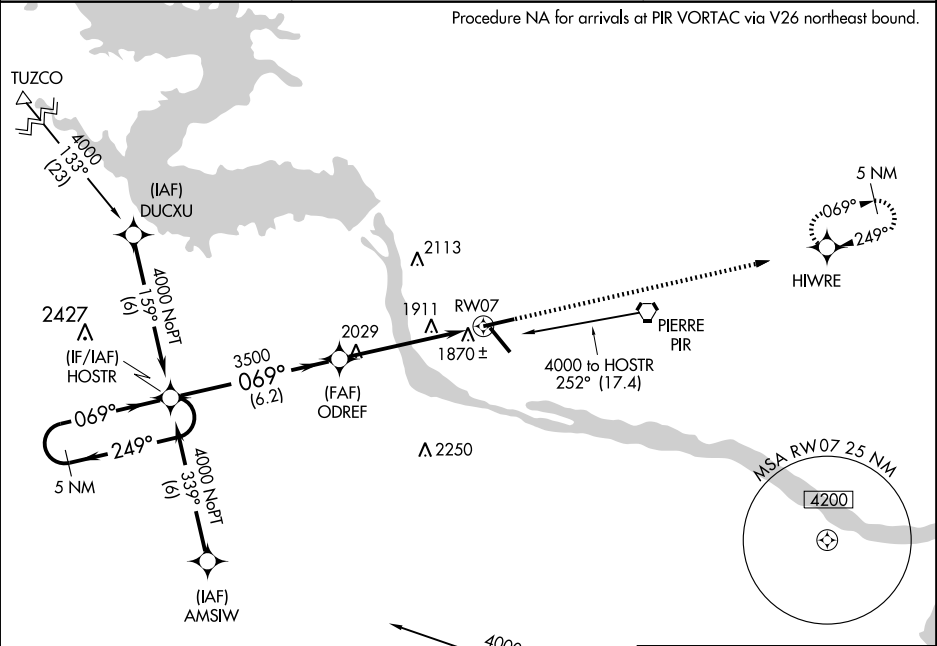 Procedure NA for arrivals at PIR VORTAC via V26 northeast bound.
TUZCO
4000
133°
(23)
(IAF)
DUCXU
4000 NoPT
159°
(6)
5 NM
069°
249°
HIWRE
2113
2427
1911
RW07
2029
1870 ±
PIERRE
PIR
(IF/IAF)
HOSTR
3500
069°
(6.2)
(FAF)
ODREF
4000 to HOSTR
252° (17.4)
069°
249°
5 NM
4000 NoPT
339°
(6)
2250
MSA RW07 25 NM
4200
(IAF)
AMSIW